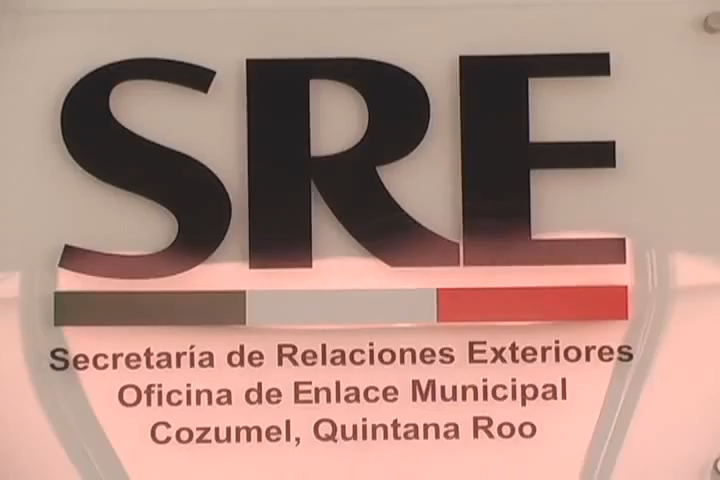 SRE
Secretaría de Relaciones Exteriores
Oficina de Enlace Municipal
Cozumel, Quintana Roo